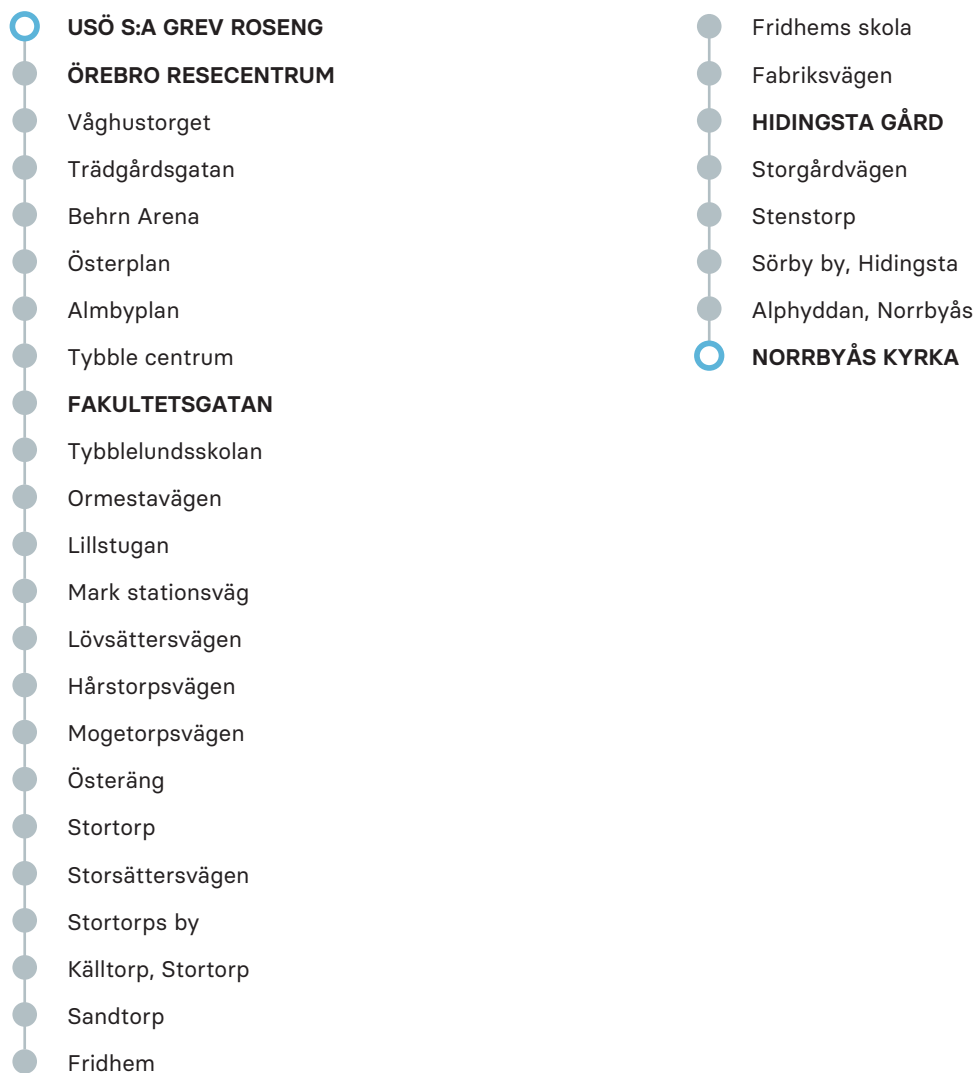 USÖ S:A GREV ROSENG
ÖREBRO RESECENTRUM
Våghustorget
Trädgårdsgatan
Behrn Arena
Österplan
Almbyplan
Tybble centrum
FAKULTETSGATAN
Tybblelundsskolan
Ormestavägen
Lillstugan
Mark stationsväg
Lövsättersvägen
Hårstorpsvägen
Mogetorpsvägen
Österäng
Stortorp
Storsättersvägen
Stortorps by
Källtorp, Stortorp
Sandtorp
Fridhem
Fridhems skola
Fabriksvägen
HIDINGSTA GÅRD
Storgårdvägen
Stenstorp
Sörby by, Hidingsta
Alphyddan, Norrbyås
NORRBYÅS KYRKA